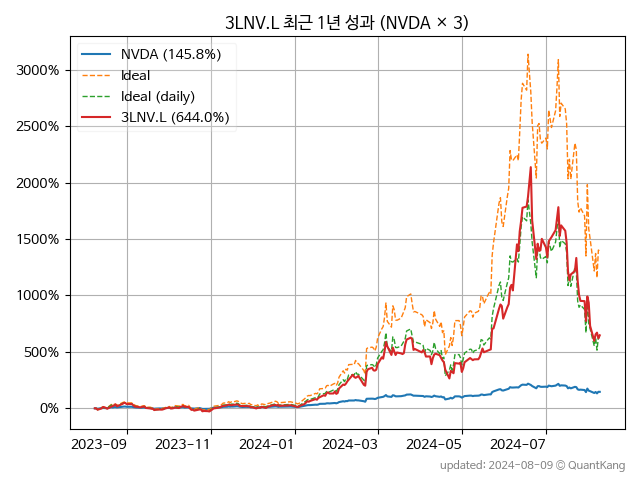 3LNV.L 최근 1년 성과 (NVDA × 3)
NVDA (145.8%)
Ideal
Ideal (daily)
3LNV.L (644.0%)
3000%
2500%
2000%
1500%
1000%
500%
0%
2023-09 2023-11 2024-01 2024-03 2024-05 2024-07
updated: 2024-08-09 © QuantKang